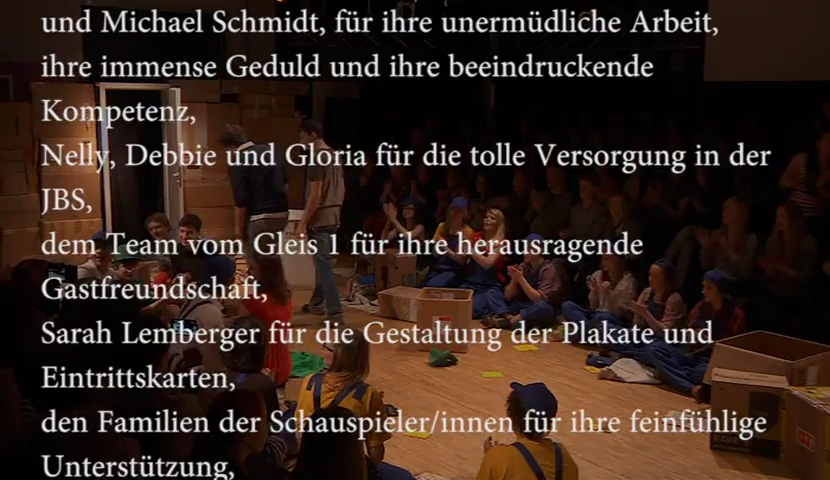 und Michael Schmidt, für ihre unermüdliche Arbeit,
ihre immense Geduld und ihre beeindruckende
Kompetenz,
Nelly, Debbie und Gloria für die tolle Versorgung in der
JBS,
dem Team vom Gleis 1 für ihre herausragende
Gastfreundschaft,
Sarah Lemberger für die Gestaltung der Plakate und
Eintrittskarten,
den Familien der Schauspieler/innen für ihre feinfühlige
Unterstützung,